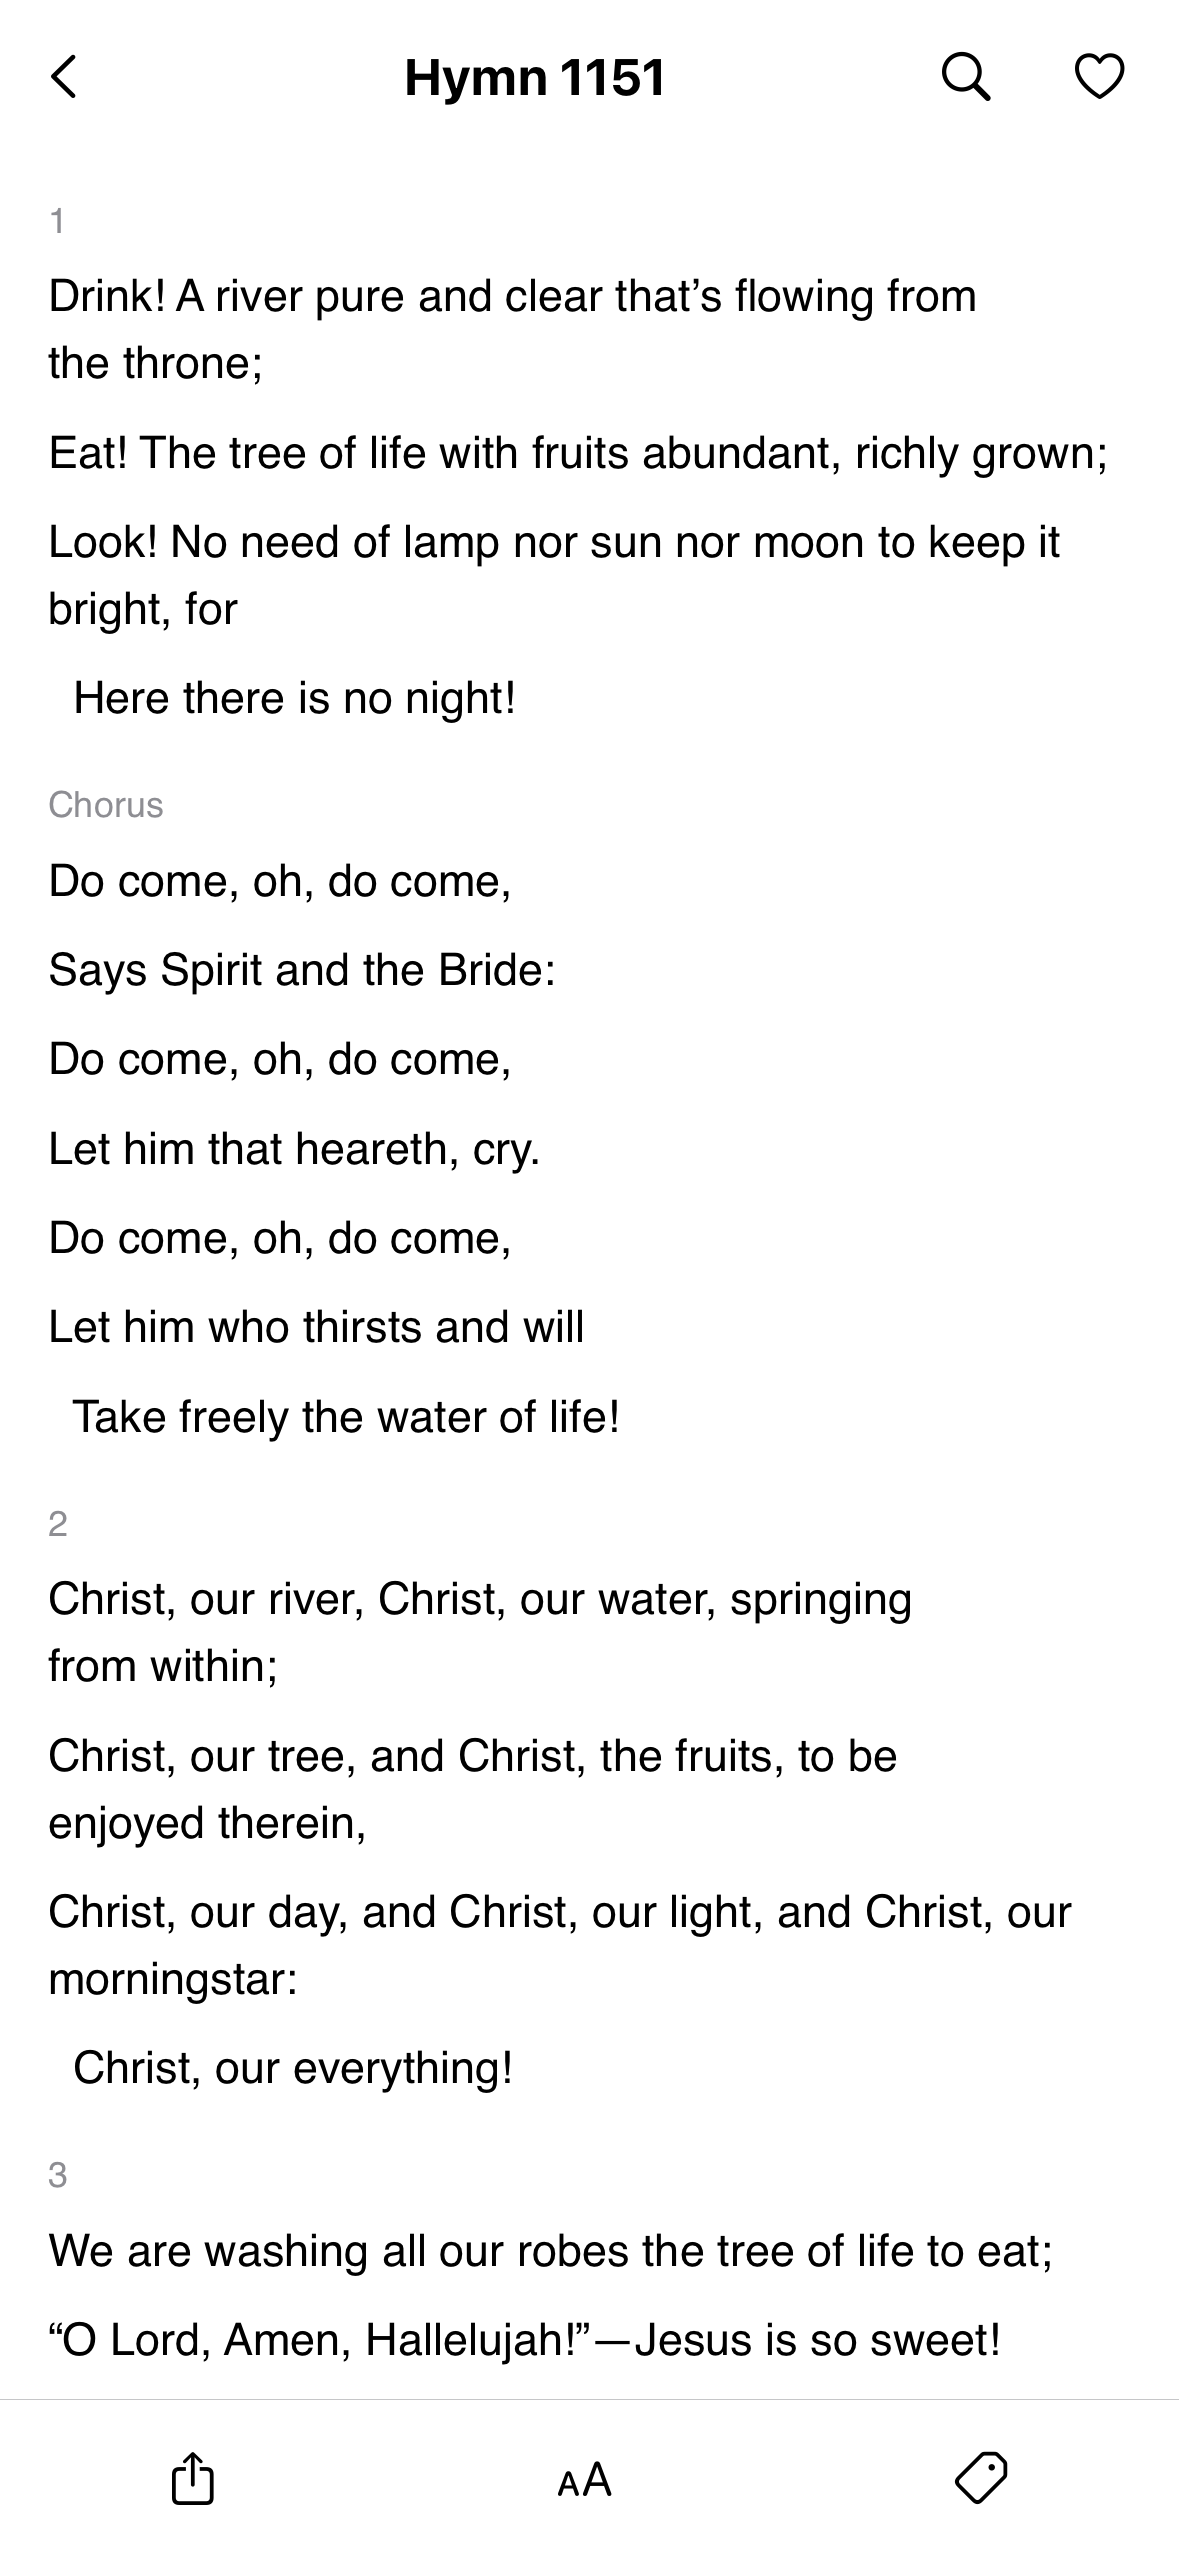 Hymn 1151
1
Drink! A river pure and clear that’s flowing from
the throne;
Eat! The tree of life with fruits abundant, richly grown;
Look! No need of lamp nor sun nor moon to keep it
bright, for
Here there is no night!
Chorus
Do come, oh, do come,
Says Spirit and the Bride:
Do come, oh, do come,
Let him that heareth, cry.
Do come, oh, do come,
Let him who thirsts and will
Take freely the water of life!
2
Christ, our river, Christ, our water, springing
from within;
Christ, our tree, and Christ, the fruits, to be
enjoyed therein,
Christ, our day, and Christ, our light, and Christ, our
morningstar:
Christ, our everything!
3
We are washing all our robes the tree of life to eat;
“O Lord, Amen, Hallelujah!”—Jesus is so sweet!
AA